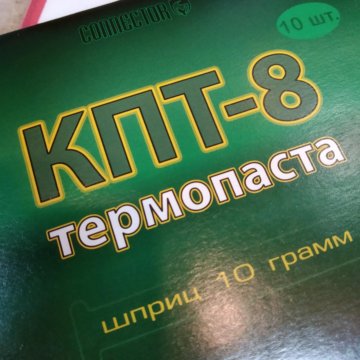 CONNECTOR
10 шт.
КПТ-8
термопаста
шприц 10 грамм